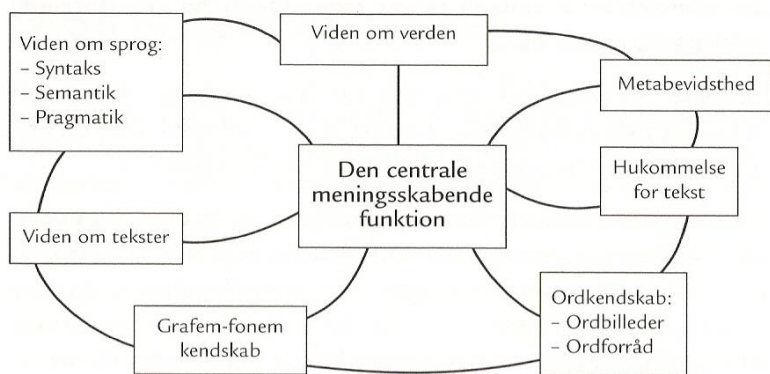 Viden om sprog:
– Syntaks
– Semantik
– Pragmatik
Viden om verden
Metabevidsthed
Den centrale
meningsskabende
funktion
Hukommelse
for tekst
Viden om tekster
Grafem-fonem
kendskab
Ordkendskab:
– Ordbilleder
– Ordforråd